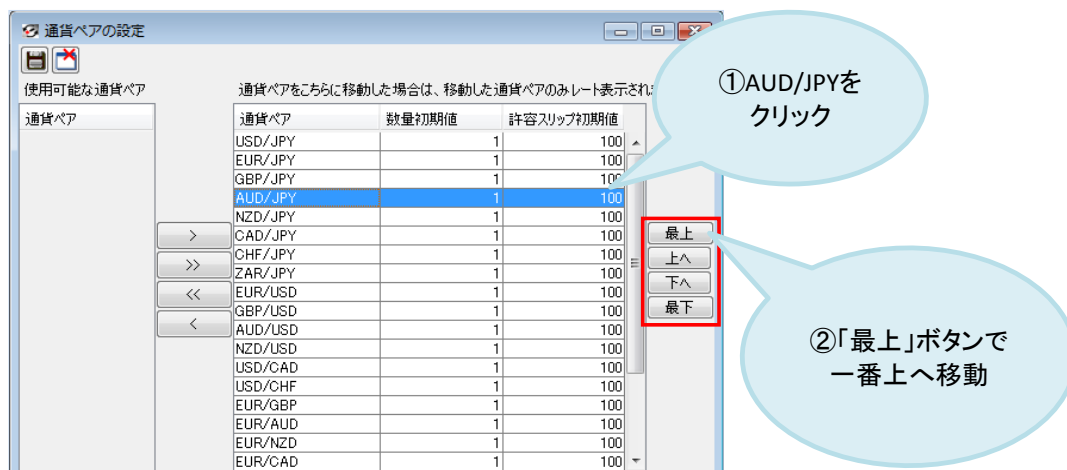 通貨ペアの設定
使用可能な通貨ペア
通貨ペアをこちらに移動した場合は、移動した通貨ペアのみレート表示され
通貨ペア
通貨ペア 数量初期値 許容スリップ初期値
USD/JPY 1 100
EUR/JPY 1 100
GBP/JPY 1 100
AUD/JPY 1 100
NZD/JPY 1 100
CAD/JPY 1 100
CHF/JPY 1 100
ZAR/JPY 1 100
EUR/USD 1 100
GBP/USD 1 100
AUD/USD 1 100
NZD/USD 1 100
USD/CAD 1 100
USD/CHF 1 100
EUR/GBP 1 100
EUR/AUD 1 100
EUR/NZD 1 100
EUR/CAD 1 100
>
>>
<<
<
最上
上へ
下へ
最下
①AUD/JPYを
クリック
②「最上」ボタンで
一番上へ移動